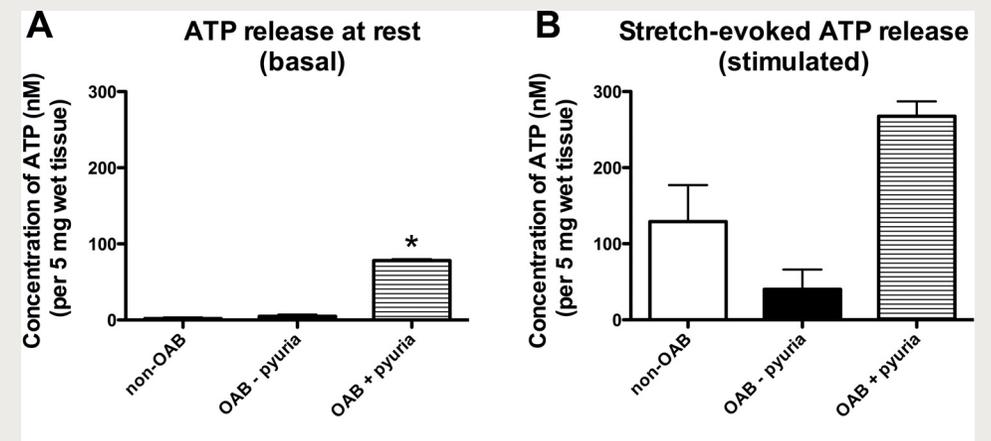 A
ATP release at rest
(basal)
Concentration of ATP (nM)
(per 5 mg wet tissue)
300
200
100
0
*
non-OAB
OAB - pyuria
OAB + pyuria
B
Stretch-evoked ATP release
(stimulated)
Concentration of ATP (nM)
(per 5 mg wet tissue)
300
200
100
0
non-OAB
OAB - pyuria
OAB + pyuria